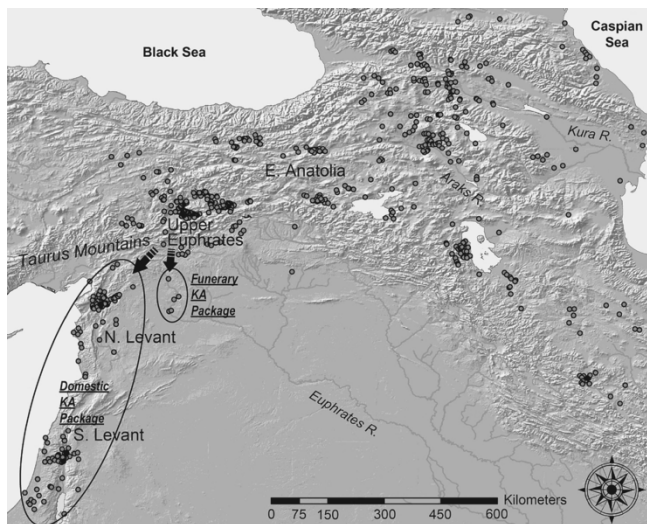 Black Sea
Caspian
Sea
Kura R.
E. Anatolia
Araks R.
Upper
Euphrates
Taurus Mountains
Funerary
KA
Package
N. Levant
Domestic
KA
Package
S. Levant
Euphrates R.
Kilometers
0 75 150 300 450 600